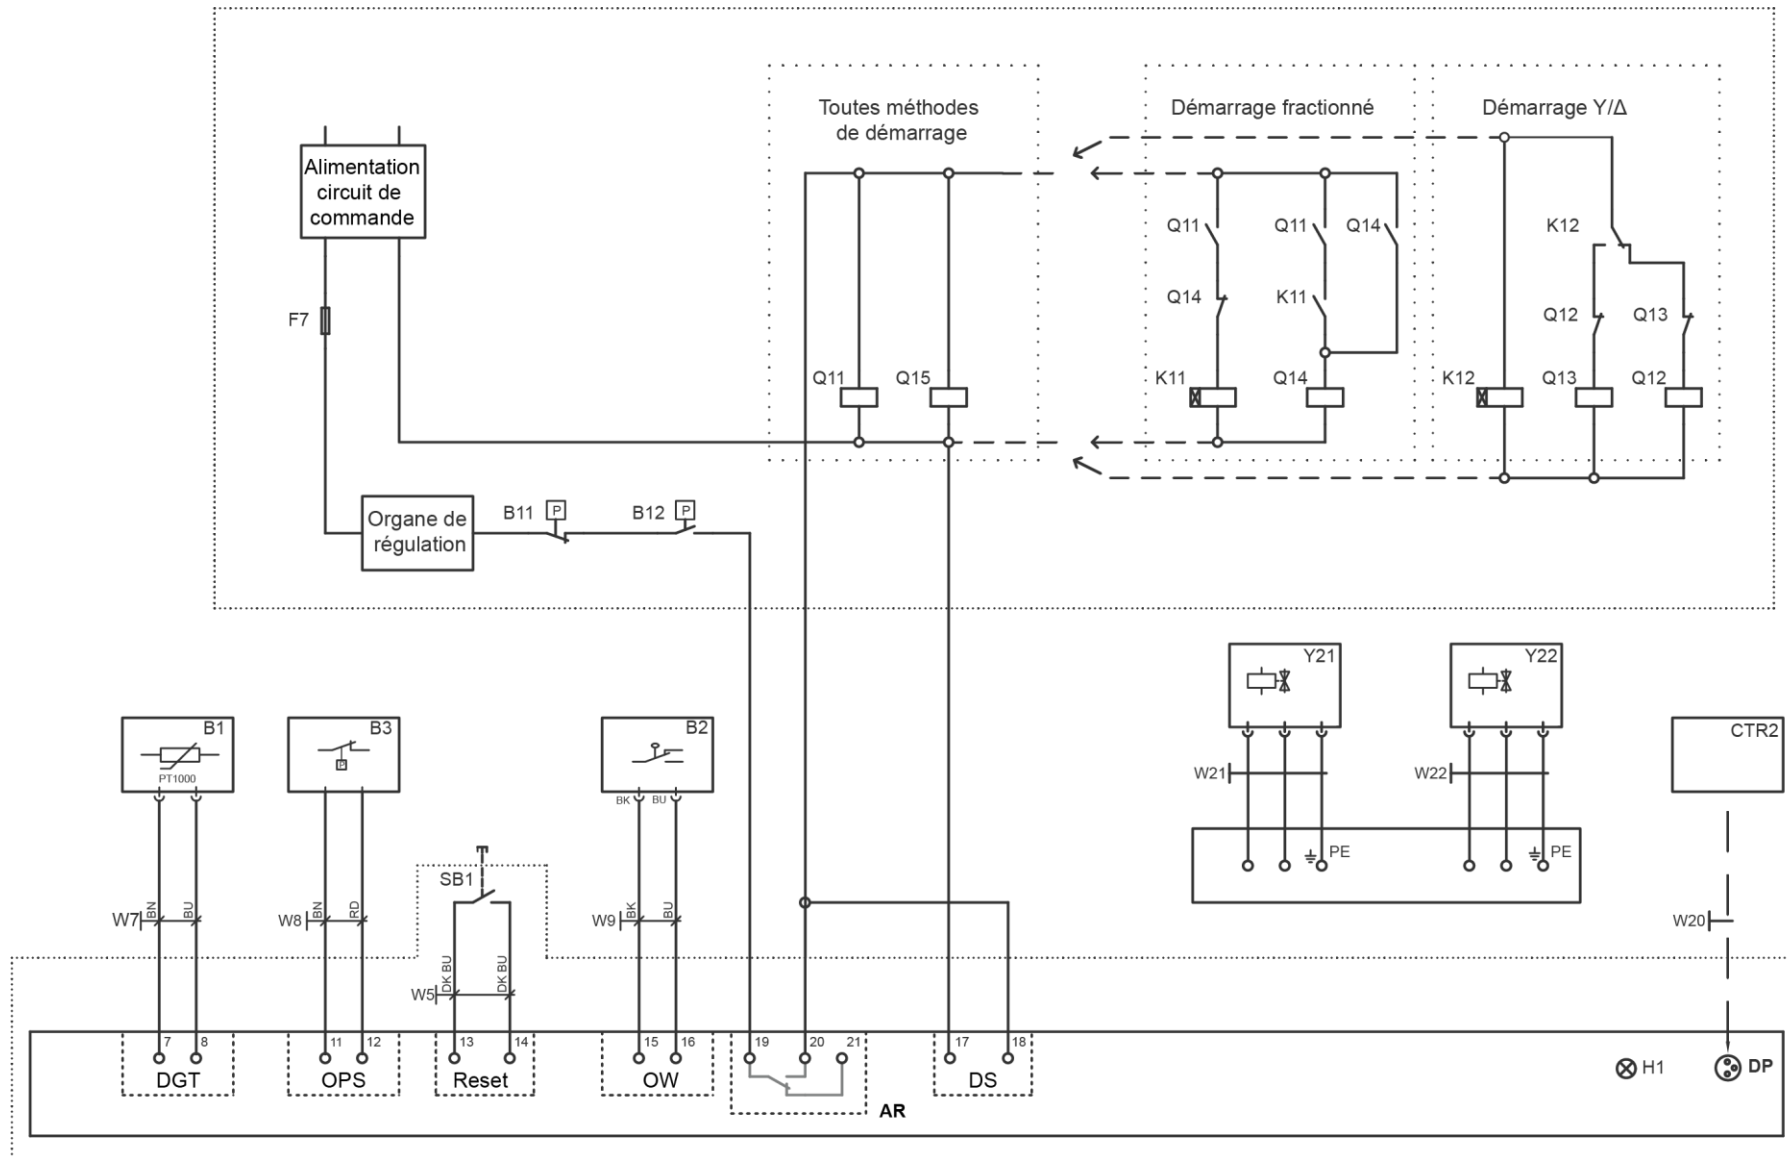 Toutes méthodes
de démarrage
Démarrage fractionné
Démarrage Y/Δ
Alimentation
circuit de
commande
Q11
Q11
Q14
K12
Q14
K11
Q12
Q13
F7
Q11
Q15
K11
Q14
K12
Q13
Q12
Organe de
régulation
B11
P
B12
P
Y21
Y22
B1
PT1000
B3
P
B2
CTR2
BK
BU
W21
W22
PE
PE
SB1
W7
BN
BU
W8
BN
RD
W9
BK
BU
W20
W5
DK BU
DK BU
7
8
11
12
13
14
15
16
19
20
21
17
18
DGT
OPS
Reset
OW
AR
DS
H1
DP